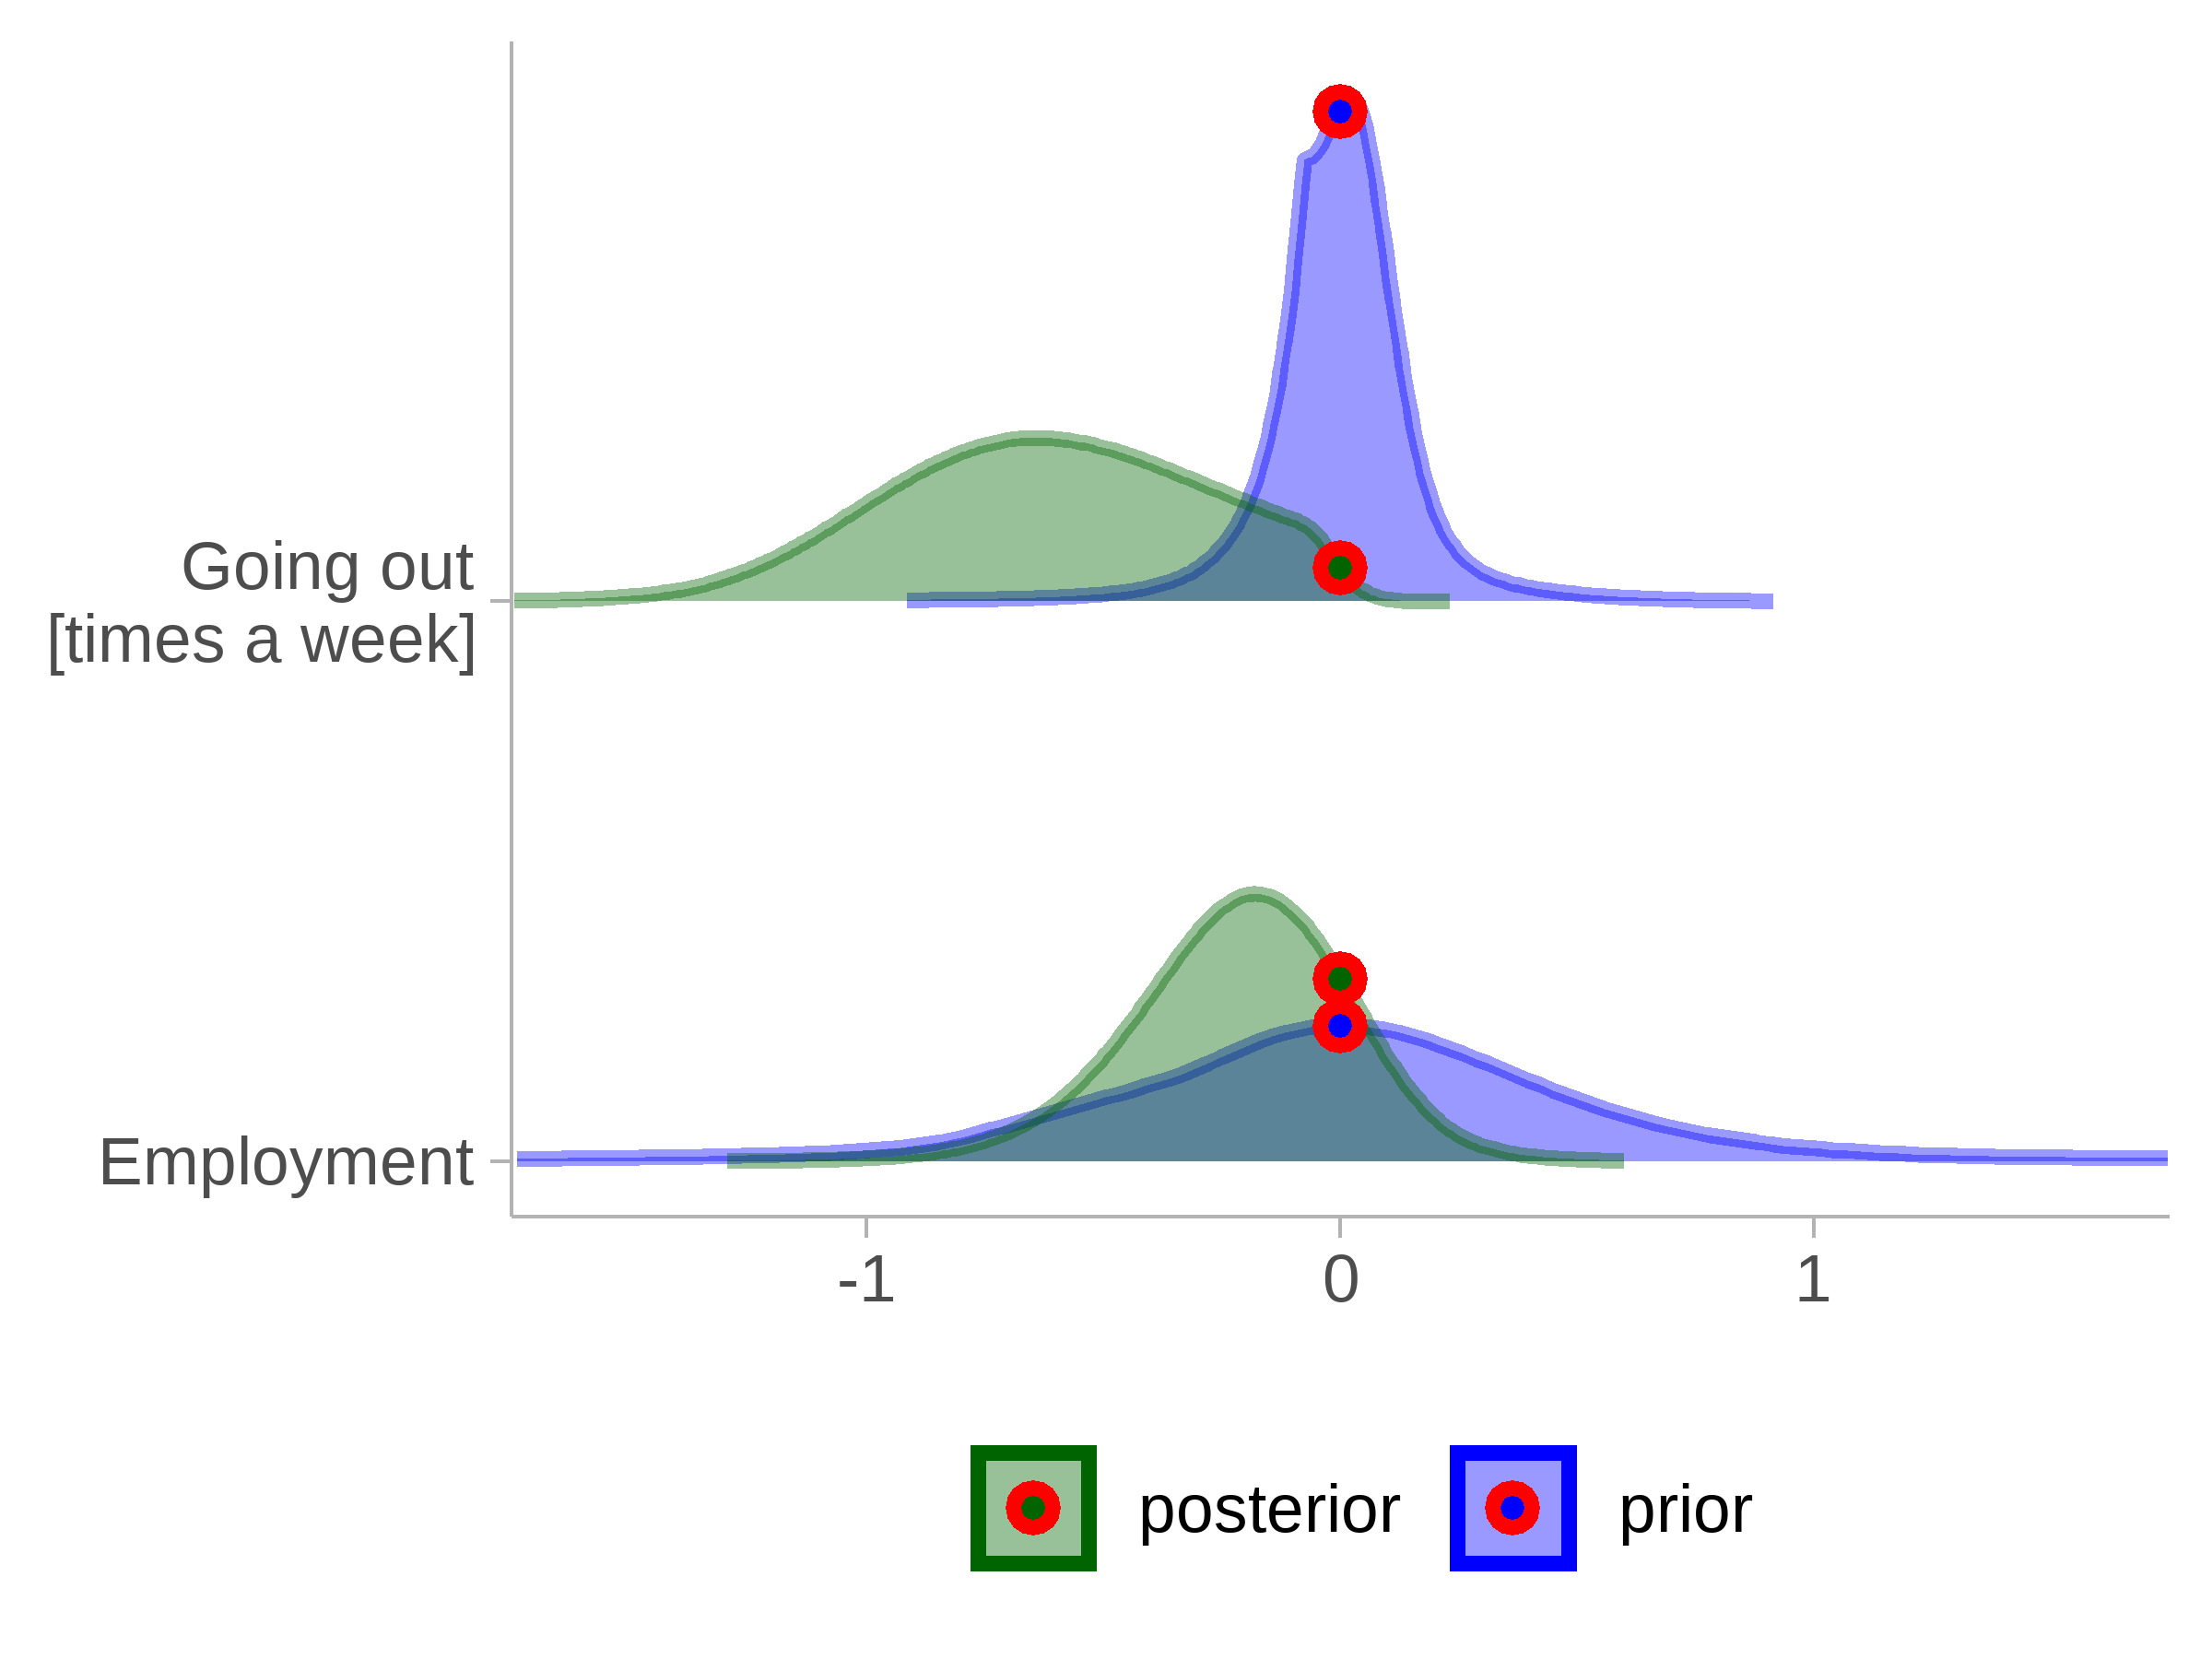 Going out
[times a week]
Employment
-1 0 1
posterior prior